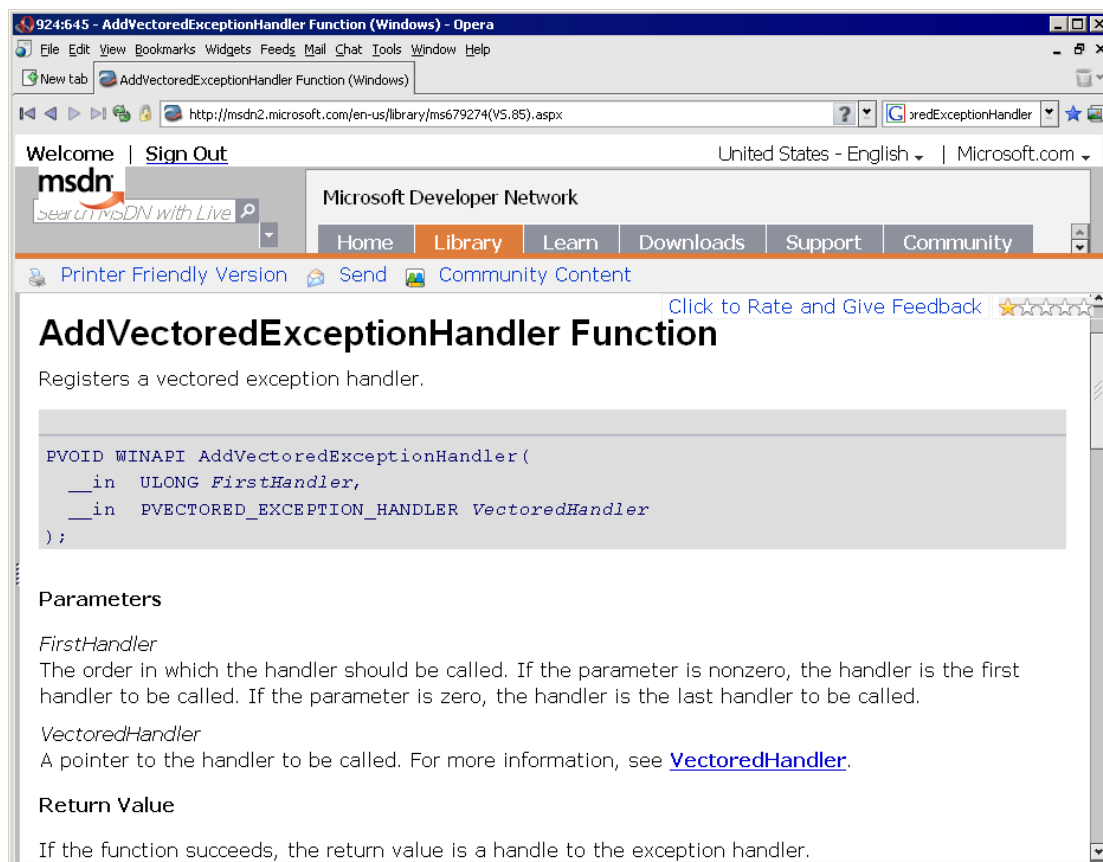 924:645 - AddVectoredExceptionHandler Function (Windows) - Opera
File Edit View Bookmarks Widgets Feeds Mail Chat Tools Window Help
New tab AddVectoredExceptionHandler Function (Windows)
http://msdn2.microsoft.com/en-us/library/ms679274(VS.85).aspx ? G redExceptionHandler
Welcome | Sign Out United States - English | Microsoft.com
msdn
Search MSDN with Live
Microsoft Developer Network
Home Library Learn Downloads Support Community
Printer Friendly Version Send Community Content
Click to Rate and Give Feedback
AddVectoredExceptionHandler Function
Registers a vectored exception handler.
PVOID WINAPI AddVectoredExceptionHandler(
__in ULONG FirstHandler,
__in PVECTORED_EXCEPTION_HANDLER VectoredHandler
);
Parameters
FirstHandler
The order in which the handler should be called. If the parameter is nonzero, the handler is the first
handler to be called. If the parameter is zero, the handler is the last handler to be called.
VectoredHandler
A pointer to the handler to be called. For more information, see VectoredHandler.
Return Value
If the function succeeds, the return value is a handle to the exception handler.